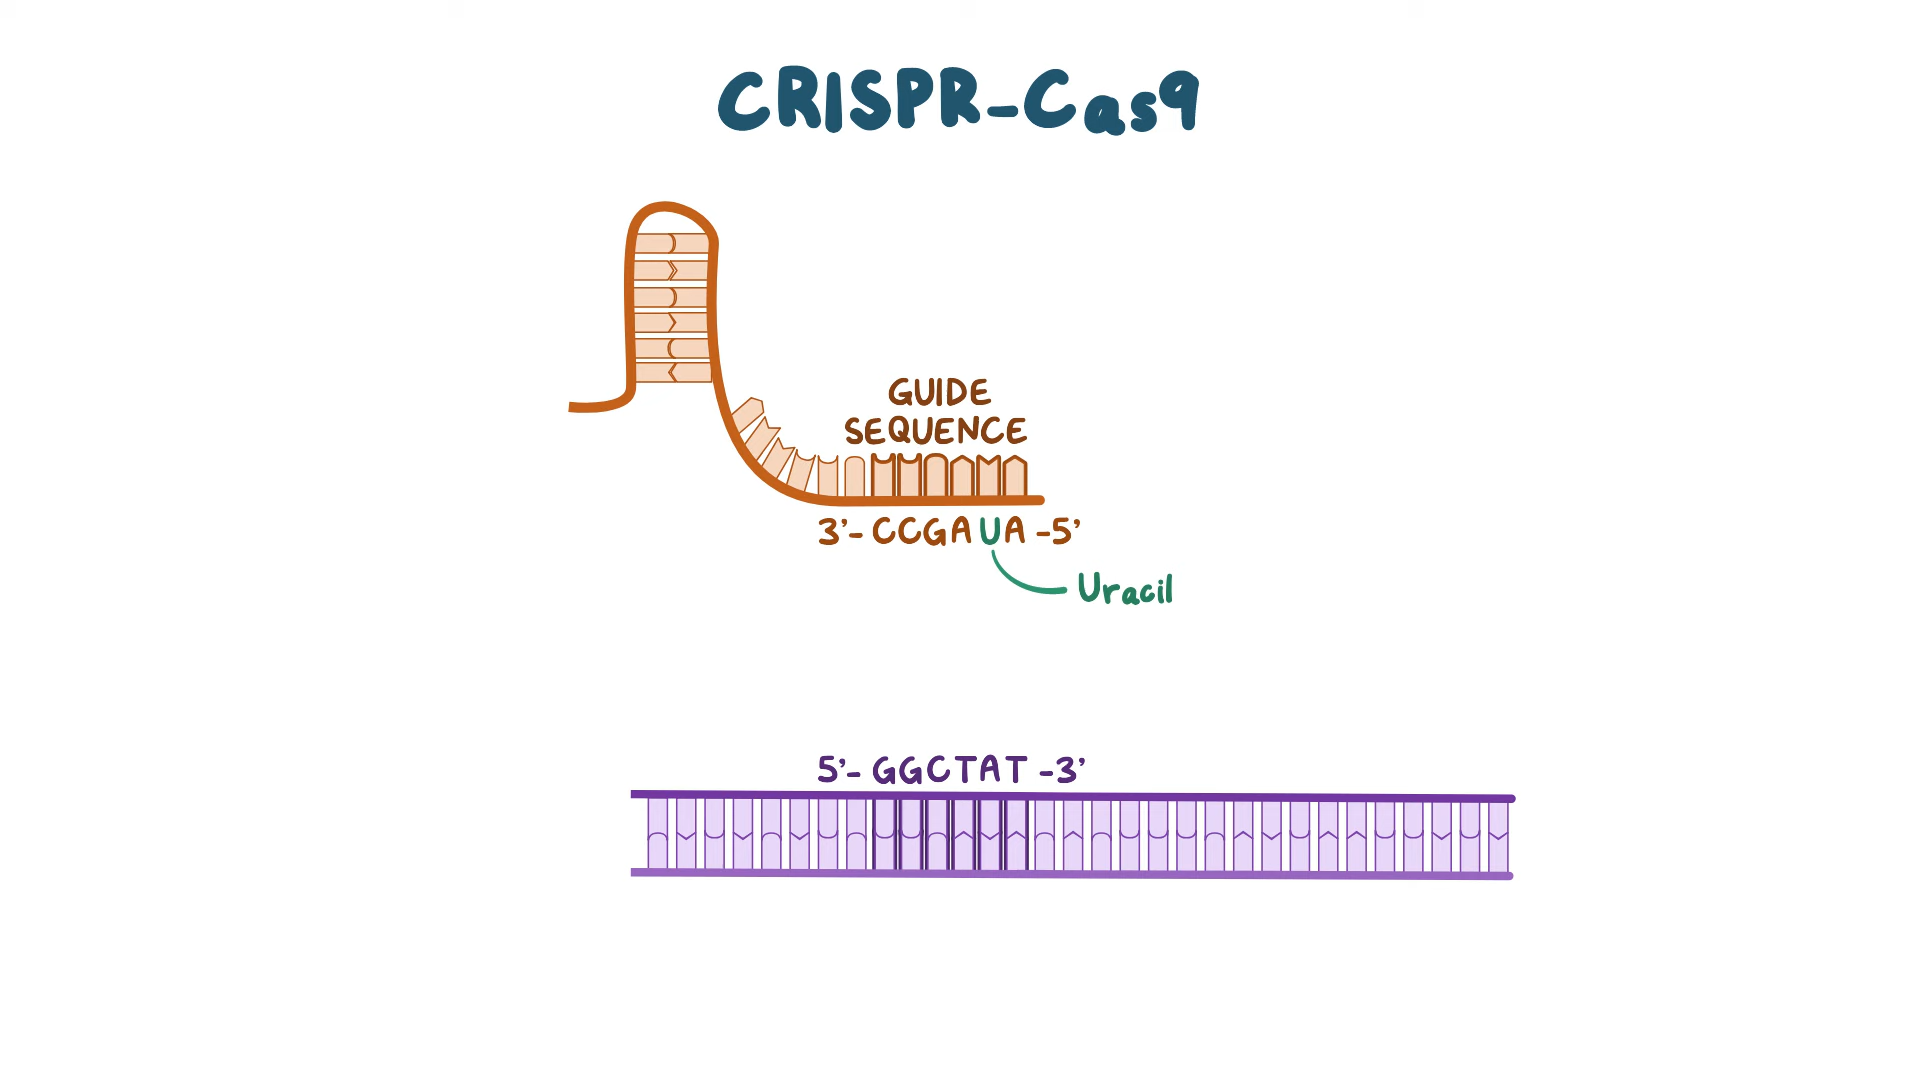 CRISPR-Cas9
GUIDE
SEQUENCE
3'- CCGAUA -5'
Uracil
5'- GGCTAT -3'